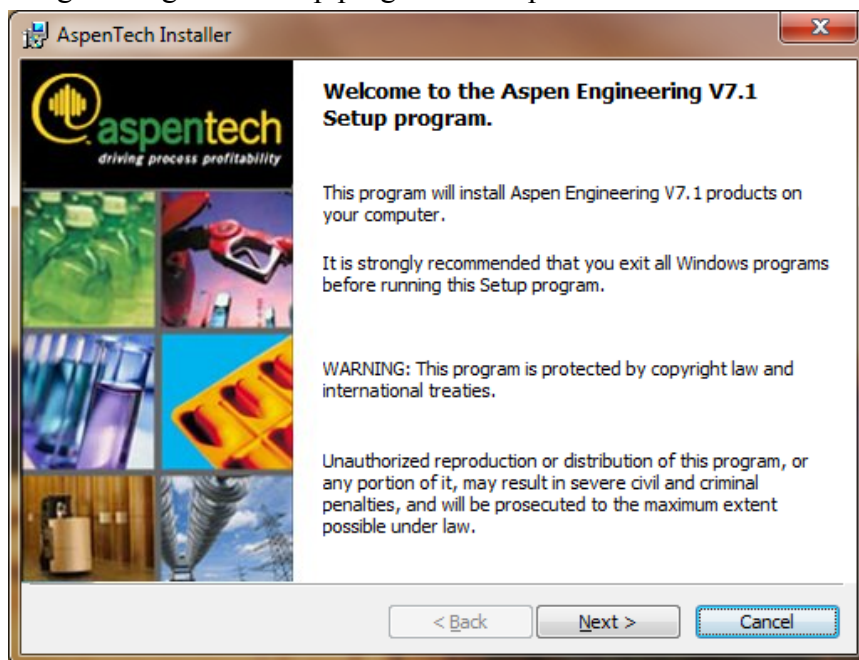 AspenTech Installer
aspentech
driving process profitability
Welcome to the Aspen Engineering V7.1
Setup program.
This program will install Aspen Engineering V7.1 products on
your computer.
It is strongly recommended that you exit all Windows programs
before running this Setup program.
WARNING: This program is protected by copyright law and
international treaties.
Unauthorized reproduction or distribution of this program, or
any portion of it, may result in severe civil and criminal
penalties, and will be prosecuted to the maximum extent
possible under law.
< Back Next > Cancel